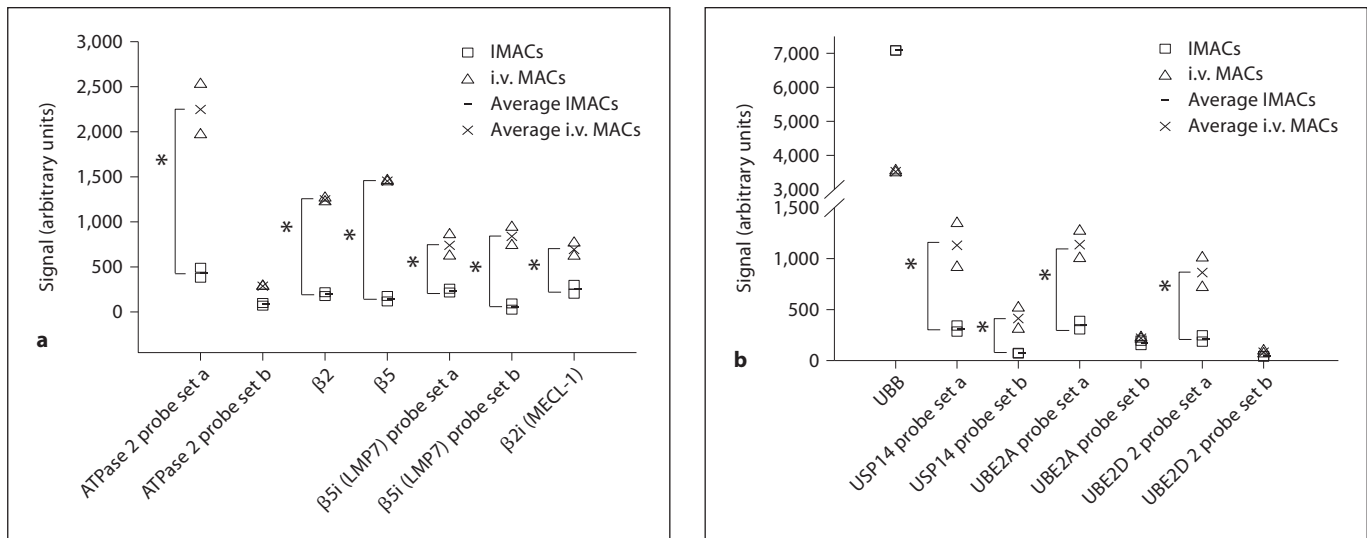 3,000
2,500
2,000
1,500
1,000
500
0
Signal (arbitrary units)
IMACs
i.v. MACs
Average IMACs
Average i.v. MACs
*
*
*
*
*
*
a
ATPase 2 probe set a
ATPase 2 probe set b
β2
β5
β5i (LMP7) probe set a
β5i (LMP7) probe set b
β2i (MECL-1)
7,000
6,000
5,000
4,000
3,000
1,500
1,000
500
0
Signal (arbitrary units)
IMACs
i.v. MACs
Average IMACs
Average i.v. MACs
*
*
*
*
b
UBB
USP14 probe set a
USP14 probe set b
UBE2A probe set a
UBE2A probe set b
UBE2D 2 probe set a
UBE2D 2 probe set b